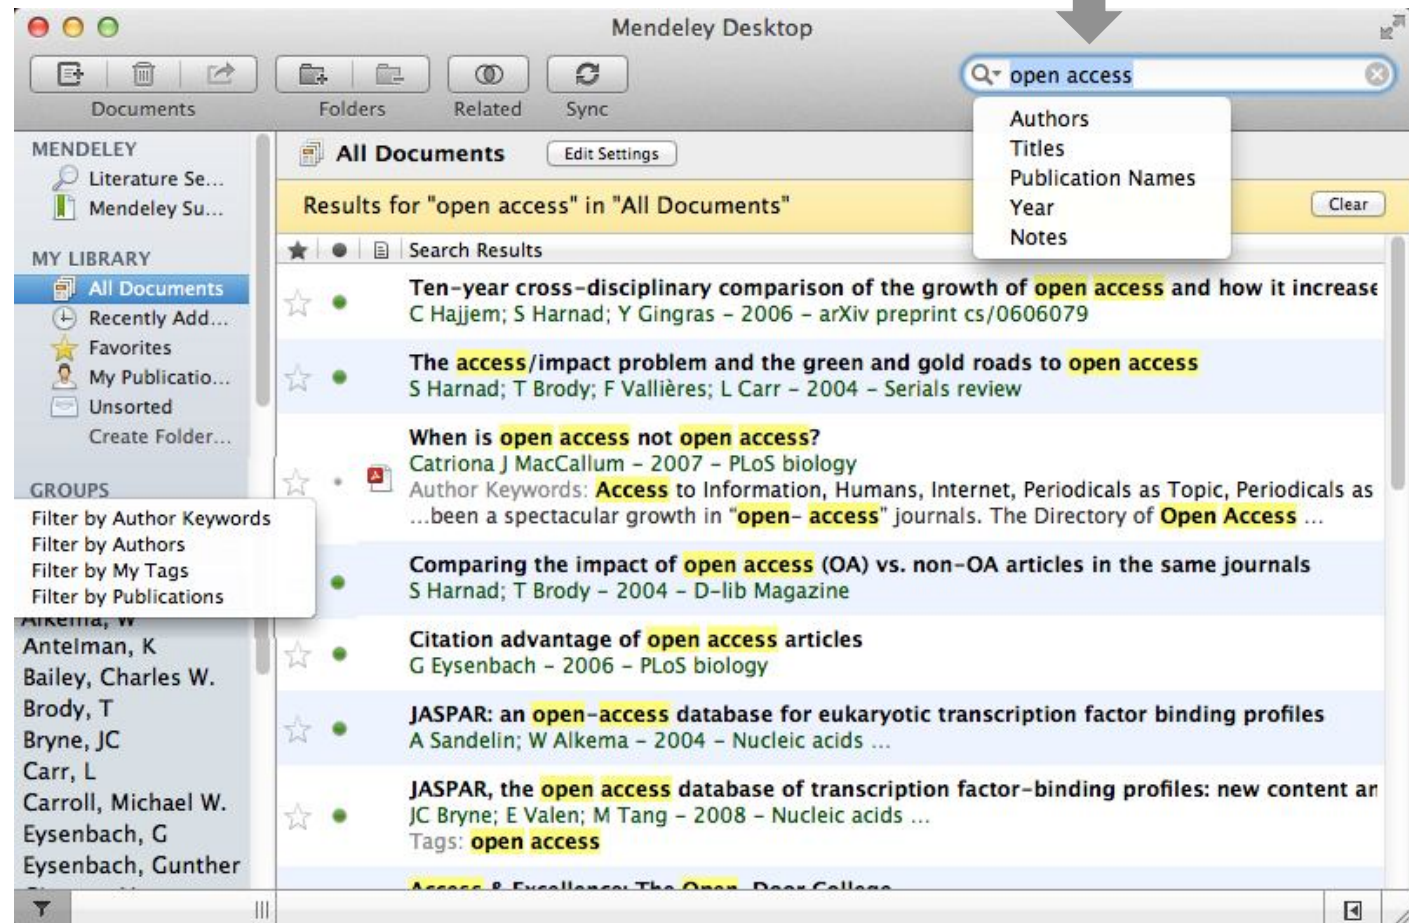 Mendeley Desktop
open access
Documents
Folders
Related
Sync
Authors
Titles
Publication Names
Year
Notes
MENDELEY
Literature Se...
Mendeley Su...
MY LIBRARY
All Documents
Recently Add...
Favorites
My Publicatio...
Unsorted
Create Folder...
GROUPS
Filter by Author Keywords
Filter by Authors
Filter by My Tags
Filter by Publications
Alkema, W
Antelman, K
Bailey, Charles W.
Brody, T
Bryne, JC
Carr, L
Carroll, Michael W.
Eysenbach, G
Eysenbach, Gunther
All Documents
Edit Settings
Results for "open access" in "All Documents"
Clear
Search Results
Ten-year cross-disciplinary comparison of the growth of open access and how it increase
C Hajjem; S Harnad; Y Gingras - 2006 - arXiv preprint cs/0606079
The access/impact problem and the green and gold roads to open access
S Harnad; T Brody; F Vallières; L Carr - 2004 - Serials review
When is open access not open access?
Catriona J MacCallum - 2007 - PLoS biology
Author Keywords: Access to Information, Humans, Internet, Periodicals as Topic, Periodicals as
...been a spectacular growth in "open- access" journals. The Directory of Open Access ...
Comparing the impact of open access (OA) vs. non-OA articles in the same journals
S Harnad; T Brody - 2004 - D-lib Magazine
Citation advantage of open access articles
G Eysenbach - 2006 - PLoS biology
JASPAR: an open-access database for eukaryotic transcription factor binding profiles
A Sandelin; W Alkema - 2004 - Nucleic acids ...
JASPAR, the open access database of transcription factor-binding profiles: new content an
JC Bryne; E Valen; M Tang - 2008 - Nucleic acids ...
Tags: open access
Access & Excellence: The Open Door College